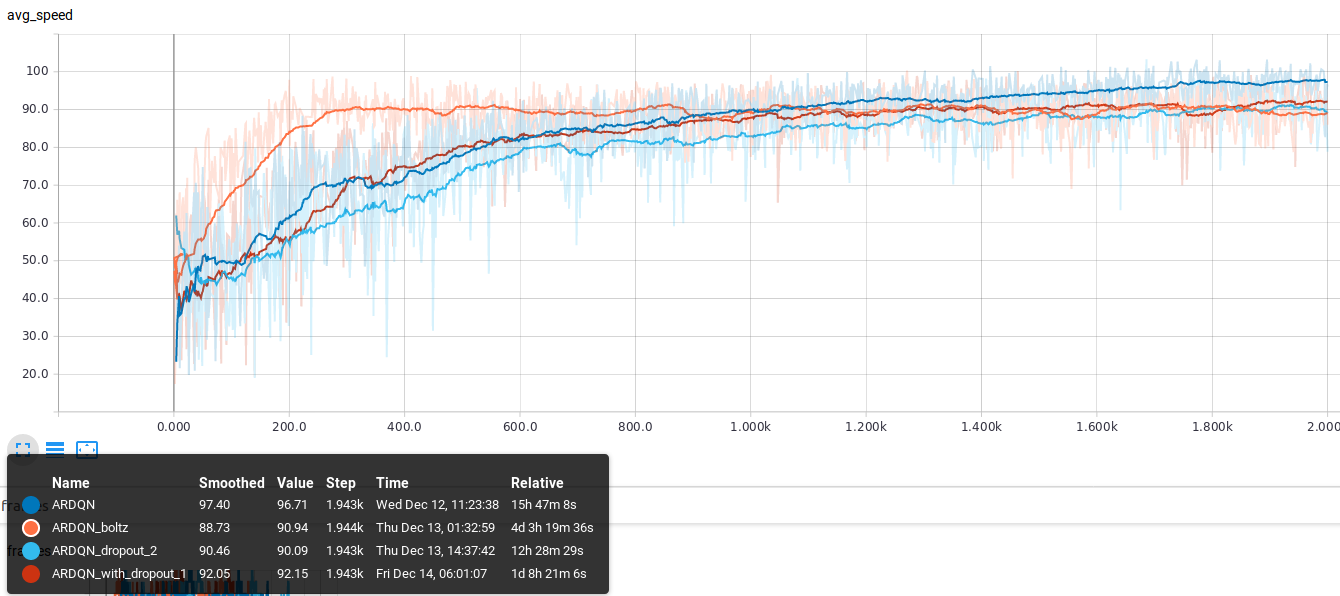 avg_speed
100
90.0
80.0
70.0
60.0
50.0
40.0
30.0
20.0
0.000 200.0 400.0 600.0 800.0 1.000k 1.200k 1.400k 1.600k 1.800k 2.000
Name Smoothed Value Step Time Relative
ARDQN 97.40 96.71 1.943k Wed Dec 12, 11:23:38 15h 47m 8s
ARDQN_boltz 88.73 90.94 1.944k Thu Dec 13, 01:32:59 4d 3h 19m 36s
ARDQN_dropout_2 90.46 90.09 1.943k Thu Dec 13, 14:37:42 12h 28m 29s
ARDQN_with_dropout_1 92.05 92.15 1.943k Fri Dec 14, 06:01:07 1d 8h 21m 6s